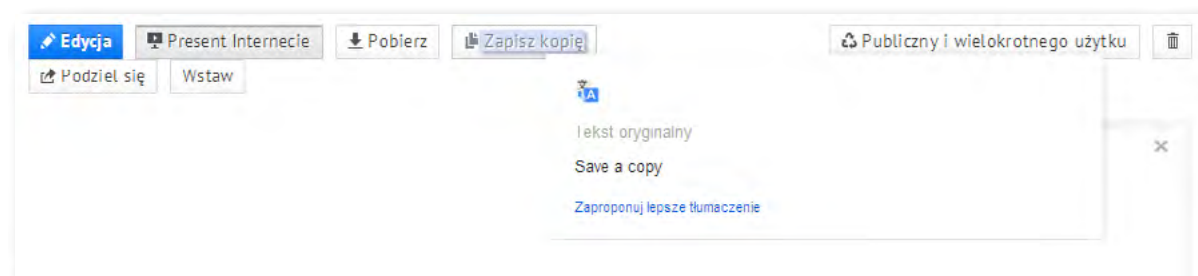 Edycja Present Internecie Pobierz Zapisz kopię Publiczny i wielokrotnego użytku
Podziel się Wstaw
Tekst oryginalny
Save a copy
Zaproponuj lepsze tłumaczenie